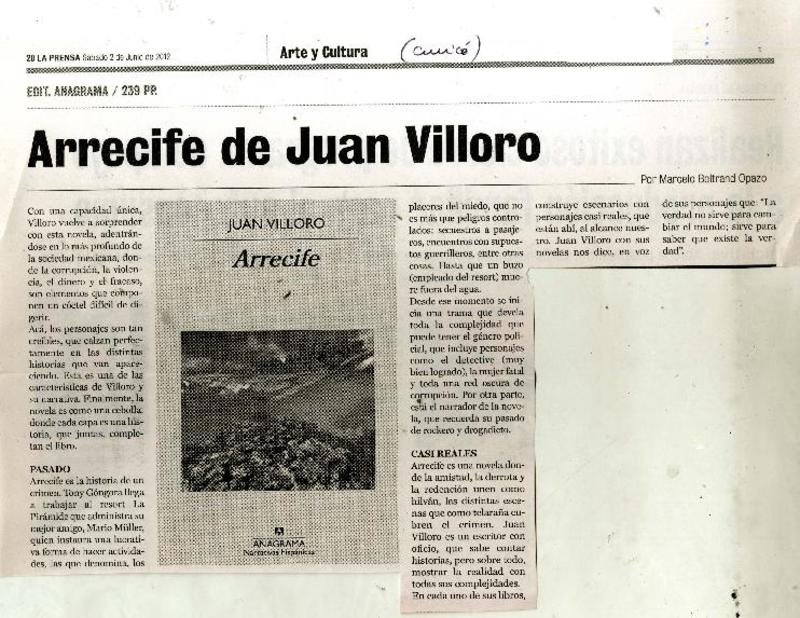 28 LA PRENSA Sábado 2 de Junio de 2012
Arte y Cultura
(Curicó)
EDIT. ANAGRAMA / 239 PP.
Arrecife de Juan Villoro
Por Marcelo Beltrand Opazo
Con una capacidad única,
Villoro vuelve a sorprender
con esta novela, adentrán-
dose en lo más profundo de
la sociedad mexicana, don-
de la corrupción, la violen-
cia, el dinero y el fracaso,
son elementos que compo-
nen un cóctel difícil de di-
gerir.
Acá, los personajes son tan
creíbles, que calzan perfec-
tamente en las distintas
historias que van apare-
ciendo. Esta es una de las
características de Villoro y
su narrativa. Finalmente, la
novela es como una cebolla,
donde cada capa es una his-
toria, que juntas, comple-
tan el libro.
PASADO
Arrecife es la historia de un
crimen. Tony Góngora llega
a trabajar al resort La
Pirámide que administra su
mejor amigo, Mario Müller,
quien instaura una lucrati-
va forma de hacer activida-
des, las que denomina, los
JUAN VILLORO
Arrecife
ANAGRAMA
Narrativas hispánicas
placeres del miedo, que no
es más que peligros contro-
lados: secuestros a pasaje-
ros, encuentros con supues-
tos guerrilleros, entre otras
cosas. Hasta que un buzo
(empleado del resort) mue-
re fuera del agua.
Desde ese momento se ini-
cia una trama que devela
toda la complejidad que
puede tener el género poli-
cial, que incluye personajes
como el detective (muy
bien logrado), la mujer fatal
y toda una red oscura de
corrupción. Por otra parte,
está el narrador de la nove-
la, que recuerda su pasado
de rockero y drogadicto.
CASI REALES
Arrecife es una novela don-
de la amistad, la derrota y
la redención unen como
hilván, las distintas esce-
nas que como telaraña cu-
bren el crimen. Juan
Villoro es un escritor con
oficio, que sabe contar
historias, pero sobre todo,
mostrar la realidad con
todas sus complejidades.
En cada uno de sus libros,
construye escenarios con
personajes casi reales, que
están ahí, al alcance nues-
tro. Juan Villoro con sus
novelas nos dice, en voz
de sus personajes que: "La
verdad no sirve para cam-
biar el mundo; sirve para
saber que existe la ver-
dad".